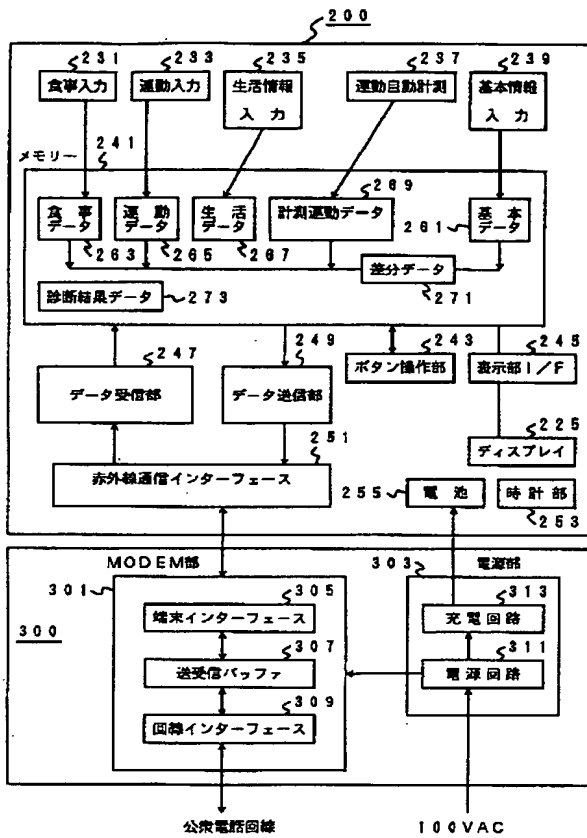 200
231
233
235
237
239
食事入力
運動入力
生活情報
入力
運動自動計測
基本情報
入力
メモリー
241
269
食事
データ
運動
データ
生活
データ
計測運動データ
261
基本
データ
263
265
267
差分データ
271
診断結果データ
273
247
249
243
245
データ受信部
データ送信部
ボタン操作部
表示部I/F
251
225
赤外線通信インターフェース
ディスプレイ
255
電池
時計部
253
MODEM部
電源部
301
303
305
313
端末インターフェース
充電回路
300
307
311
送受信バッファ
電源回路
309
回線インターフェース
公衆電話回線
100VAC